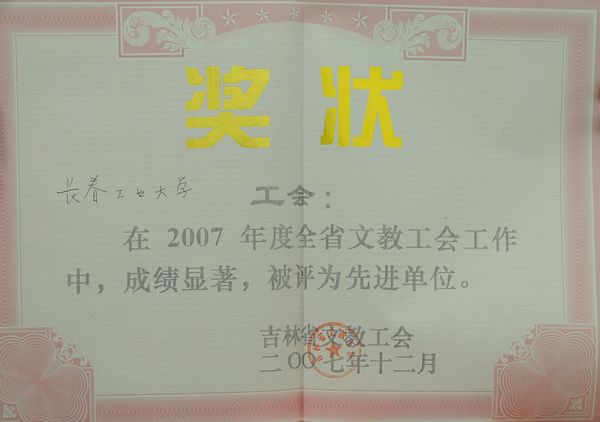 奖状
长春工业大学 工会：
在 2007 年度全省文教工会工作
中，成绩显著，被评为先进单位。
吉林省文教工会
二〇〇七年十二月